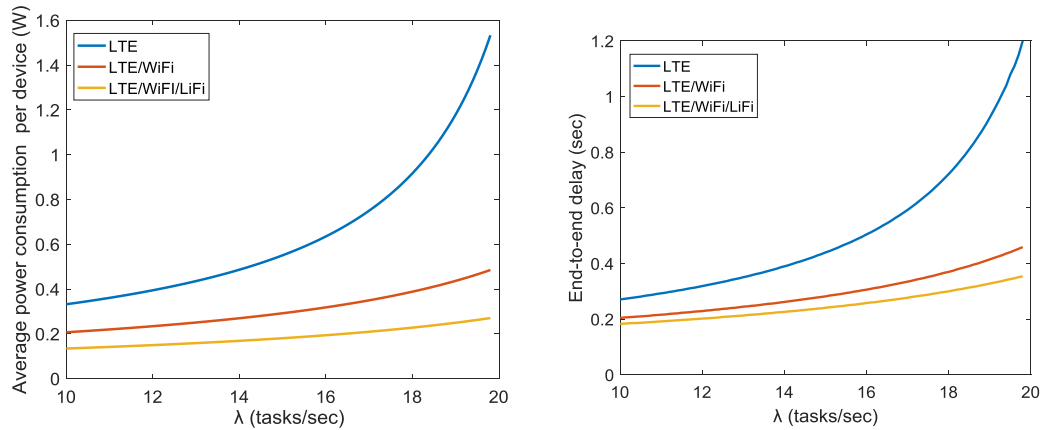 Average power consumption per device (W)
1.6
1.4
1.2
1
0.8
0.6
0.4
0.2
0
LTE
LTE/WiFi
LTE/WiFI/LiFi
10 12 14 16 18 20
λ (tasks/sec)
End-to-end delay (sec)
1.2
1
0.8
0.6
0.4
0.2
0
LTE
LTE/WiFi
LTE/WiFi/LiFi
10 12 14 16 18 20
λ (tasks/sec)